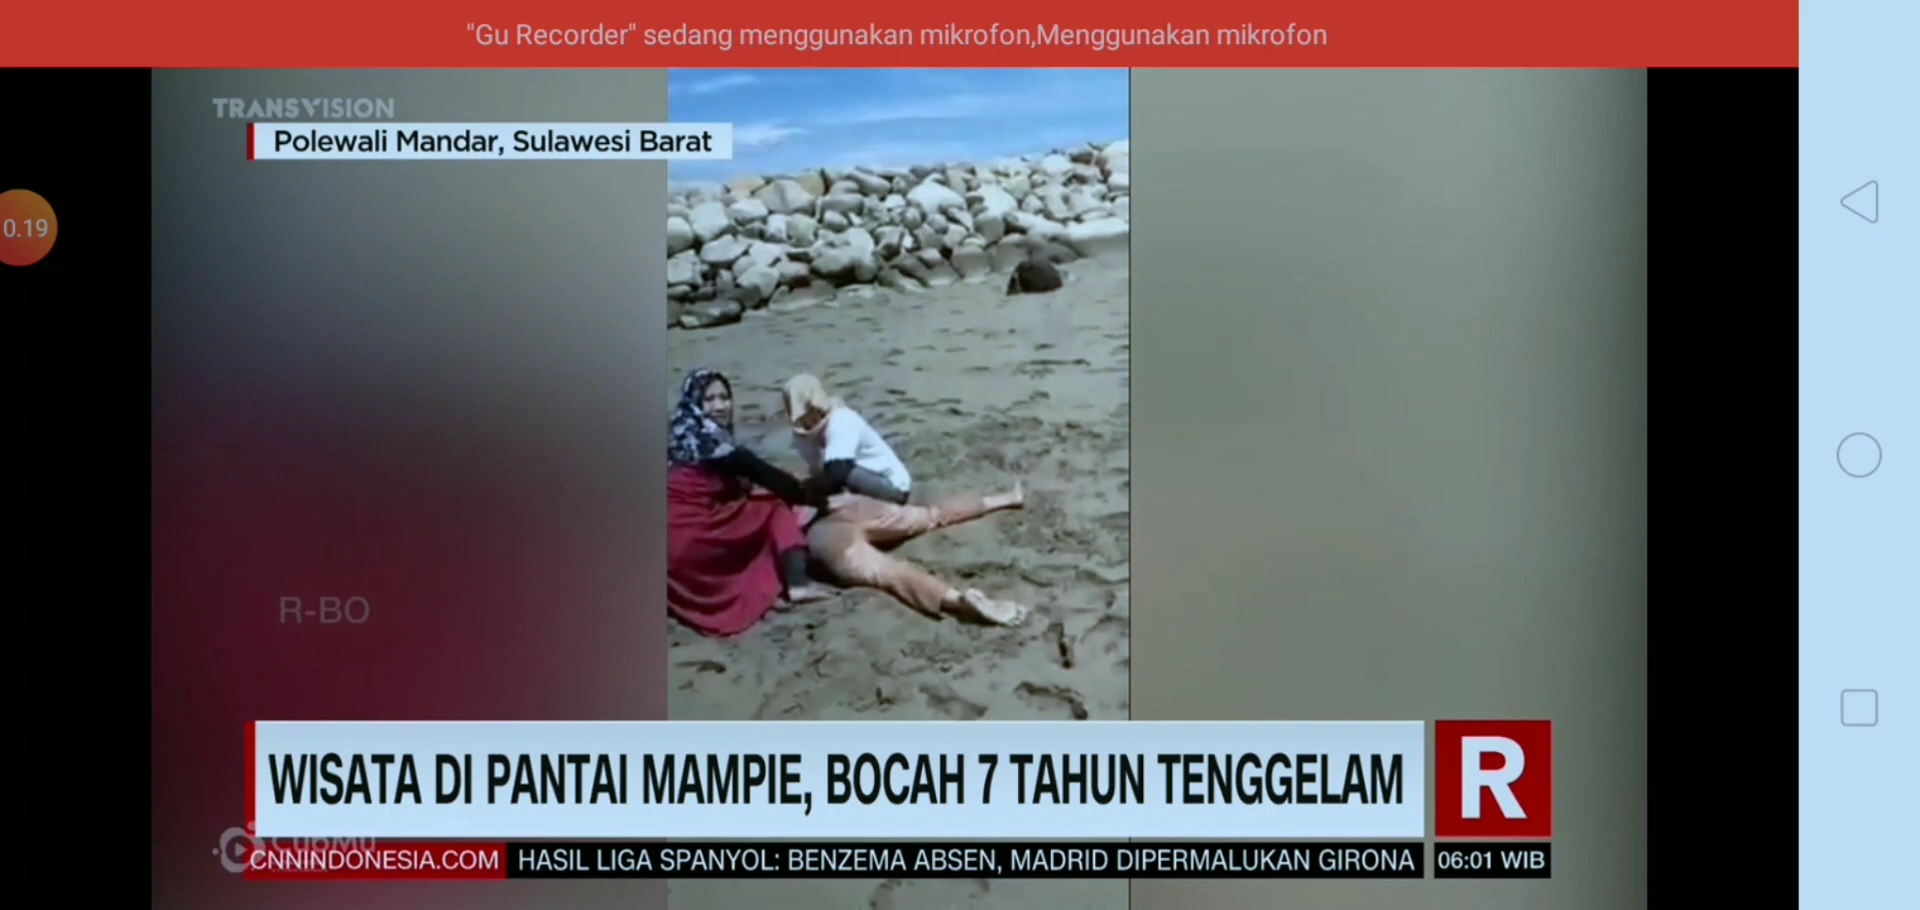 "Gu Recorder" sedang menggunakan mikrofon,Menggunakan mikrofon
TRANSVISION
Polewali Mandar, Sulawesi Barat
0.19
R-BO
WISATA DI PANTAI MAMPIE, BOCAH 7 TAHUN TENGGELAM
R
CUBMU
CNNINDONESIA.COM
HASIL LIGA SPANYOL: BENZEMA ABSEN, MADRID DIPERMALUKAN GIRONA
06:01 WIB